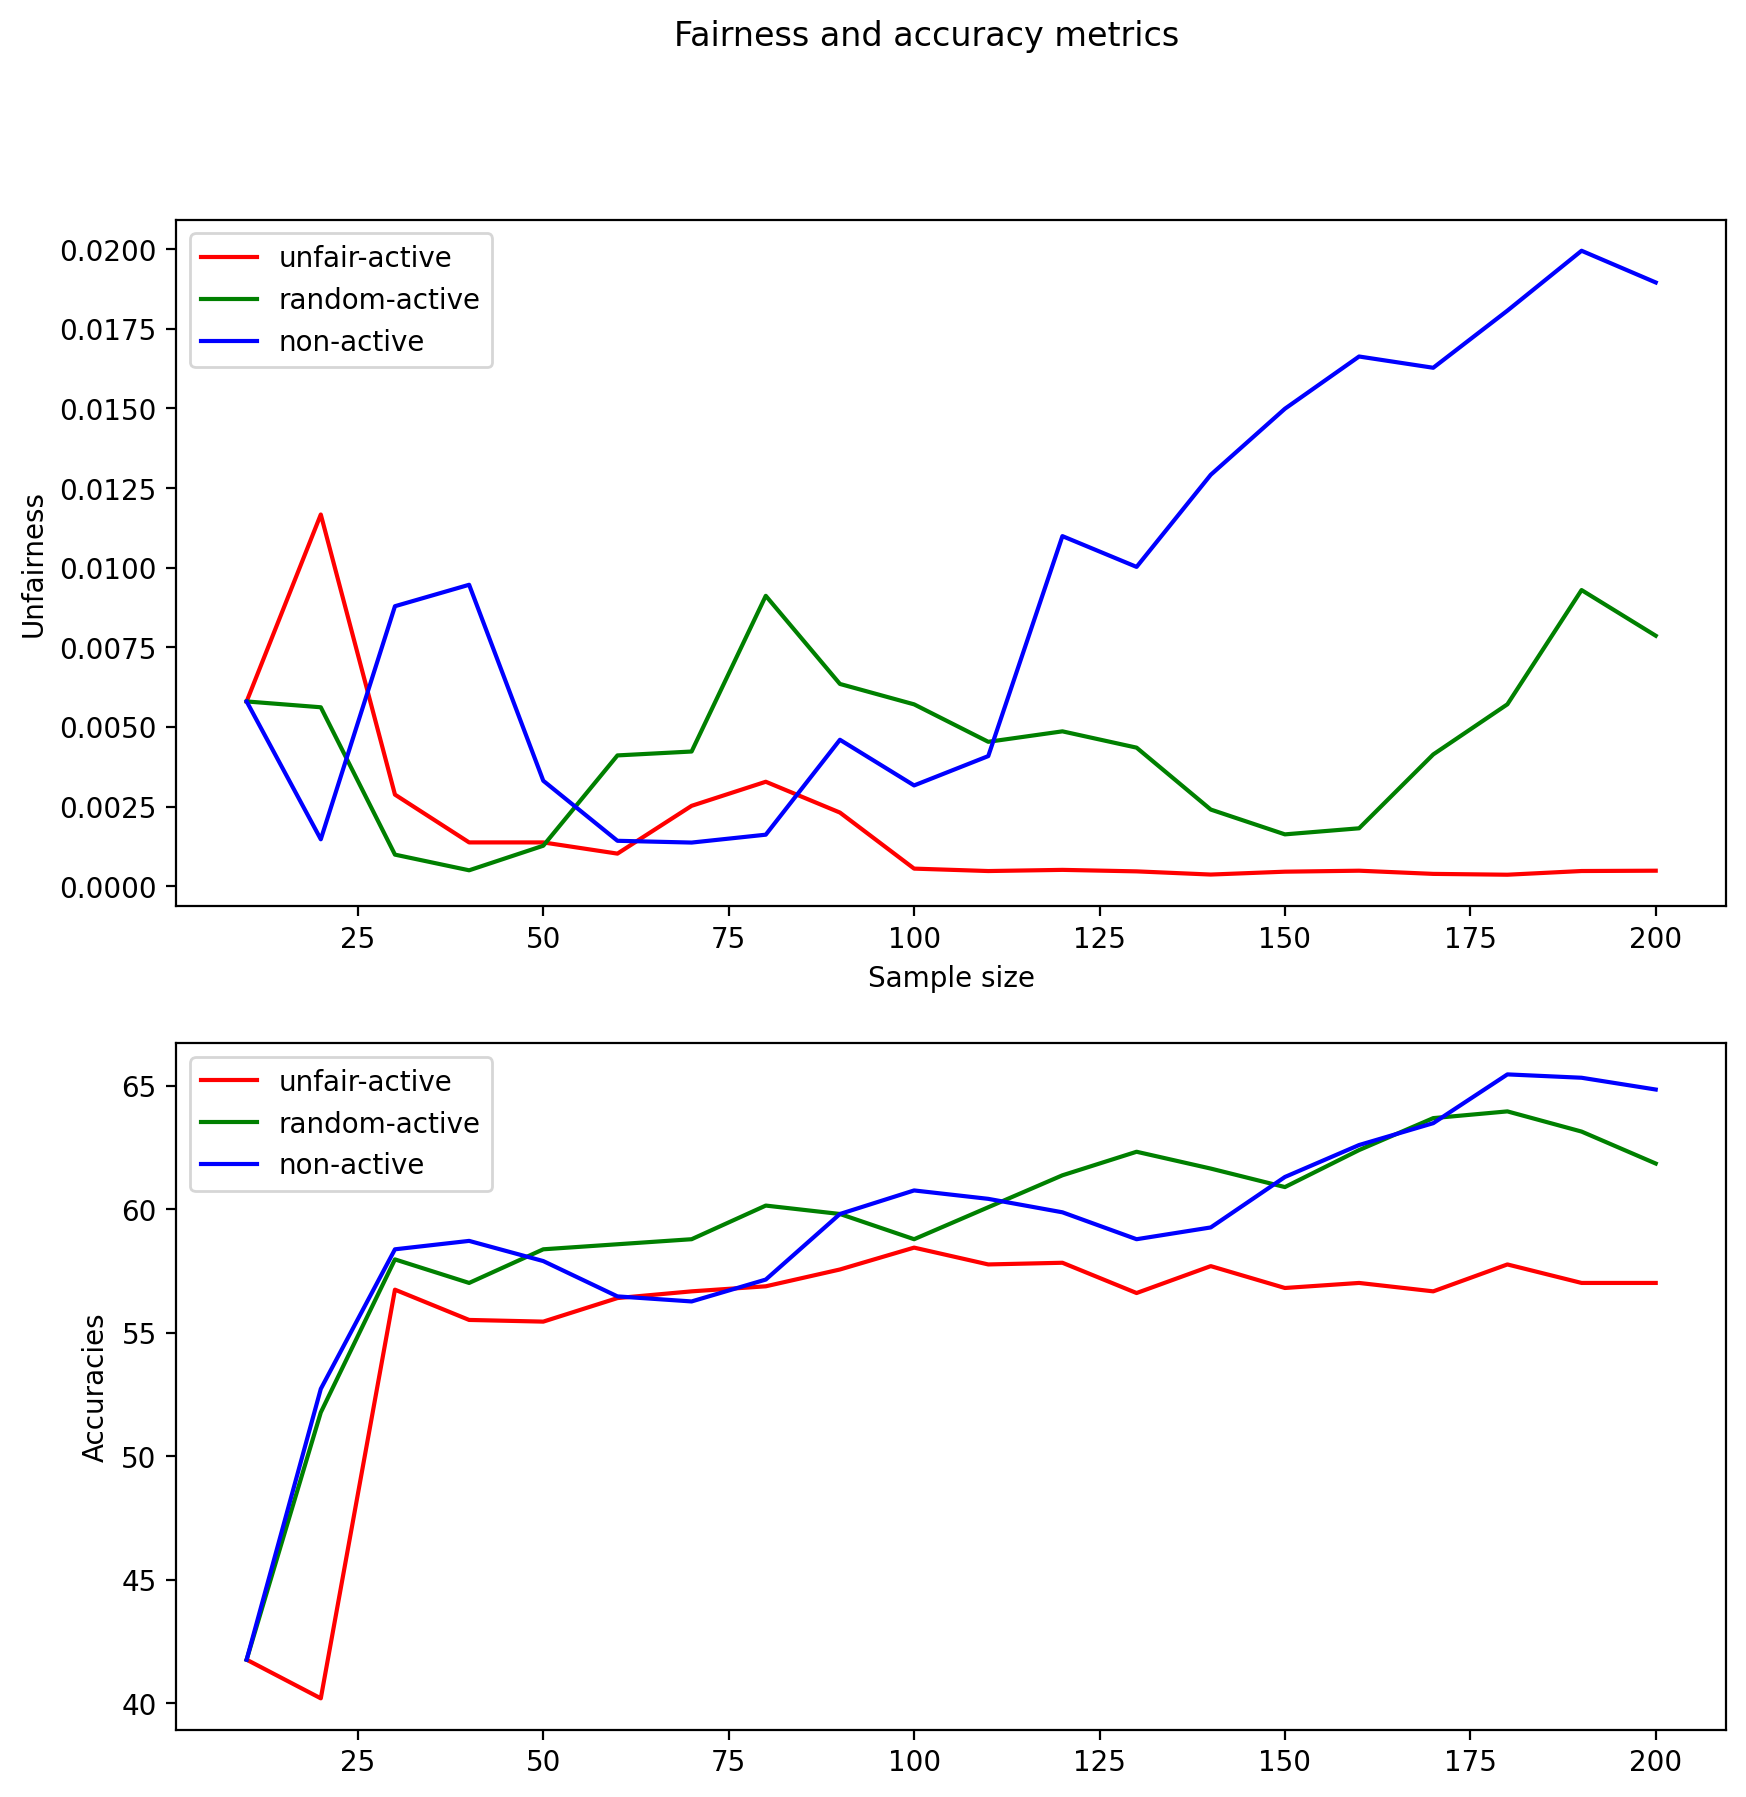 Fairness and accuracy metrics
unfair-active
random-active
non-active
0.0200
0.0175
0.0150
0.0125
0.0100
0.0075
0.0050
0.0025
0.0000
Unfairness
25 50 75 100 125 150 175 200
Sample size
unfair-active
random-active
non-active
65
60
55
50
45
40
Accuracies
25 50 75 100 125 150 175 200